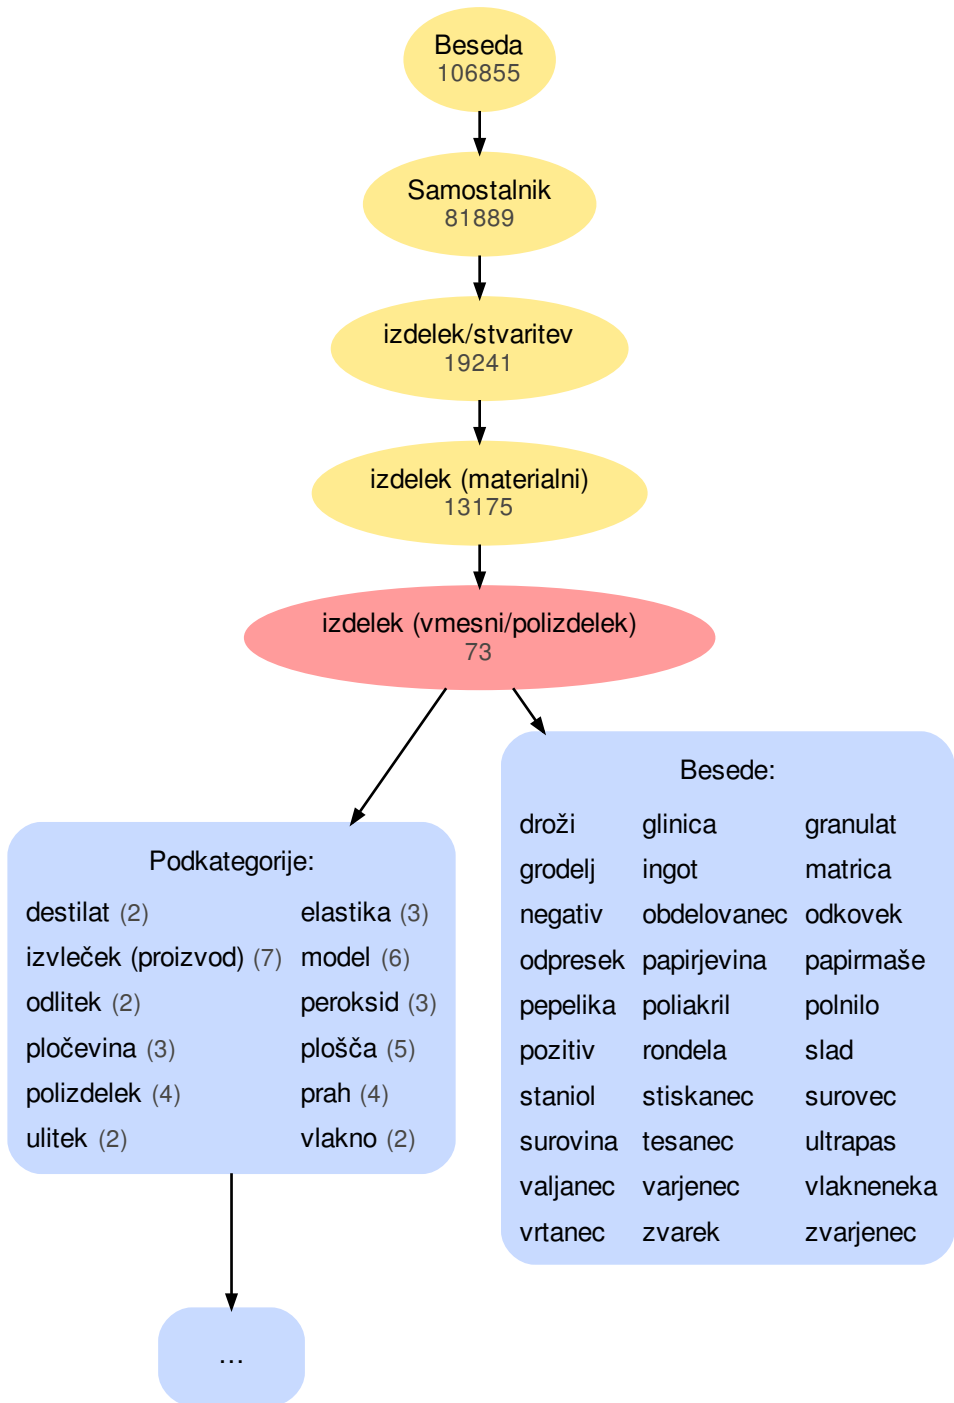 Beseda
106855
Samostalnik
81889
izdelek/stvaritev
19241
izdelek (materialni)
13175
izdelek (vmesni/polizdelek)
73
Podkategorije:
destilat (2) elastika (3)
izvleček (proizvod) (7) model (6)
odlitek (2) peroksid (3)
pločevina (3) plošča (5)
polizdelek (4) prah (4)
ulitek (2) vlakno (2)
Besede:
droži glinica granulat
grodelj ingot matrica
negativ obdelovanec odkovek
odpresek papirjevina papirmaše
pepelika poliakril polnilo
pozitiv rondela slad
staniol stiskanec surovec
surovina tesanec ultrapas
valjanec varjenec vlakneneka
vrtanec zvarek zvarjenec
...